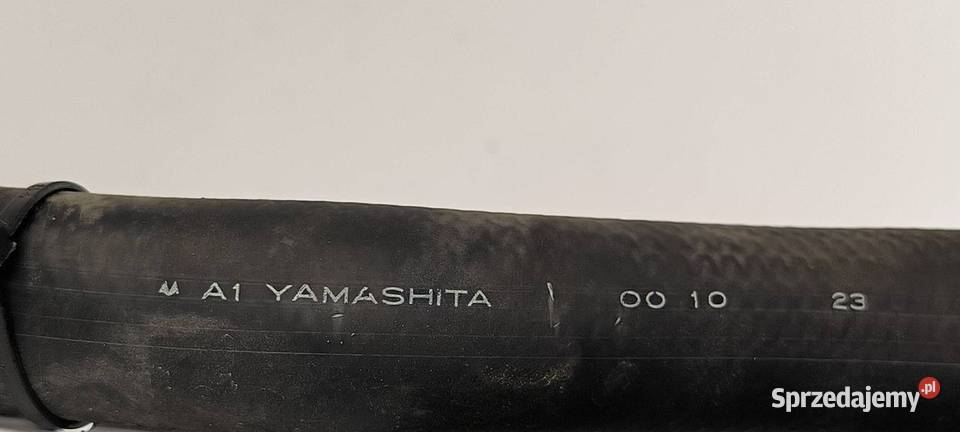 A1 YAMASHITA 00 10 23
Sprzedajemy.pl